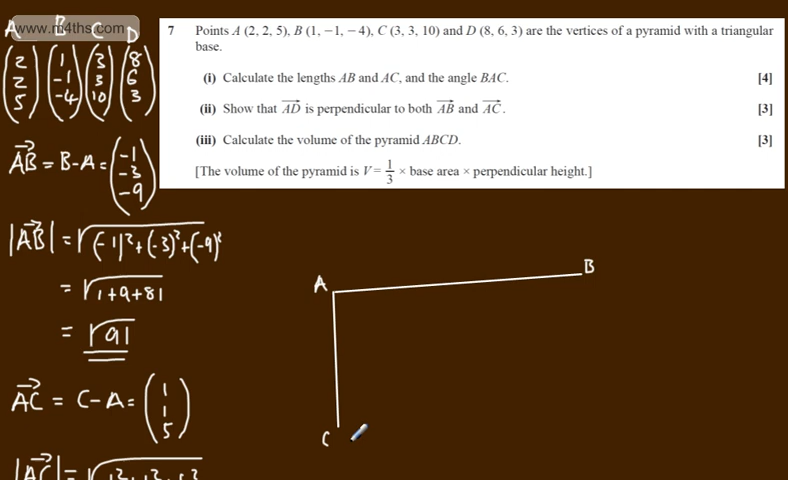 www.m4ths.com
A B C D
(2 2 5) (1 -1 -4) (3 3 10) (8 6 3)
AB = B-A = (-1 -3 -9)
|AB| = √(-1)²+(-3)²+(-9)²
= √1+9+81
= √91
AC = C-A = (1 1 5)
|AC| = √1²+1²+5²
7 Points A (2, 2, 5), B (1, −1, −4), C (3, 3, 10) and D (8, 6, 3) are the vertices of a pyramid with a triangular
base.
(i) Calculate the lengths AB and AC, and the angle BAC. [4]
(ii) Show that AD is perpendicular to both AB and AC. [3]
(iii) Calculate the volume of the pyramid ABCD. [3]
[The volume of the pyramid is V = 1/3 × base area × perpendicular height.]
A B
C